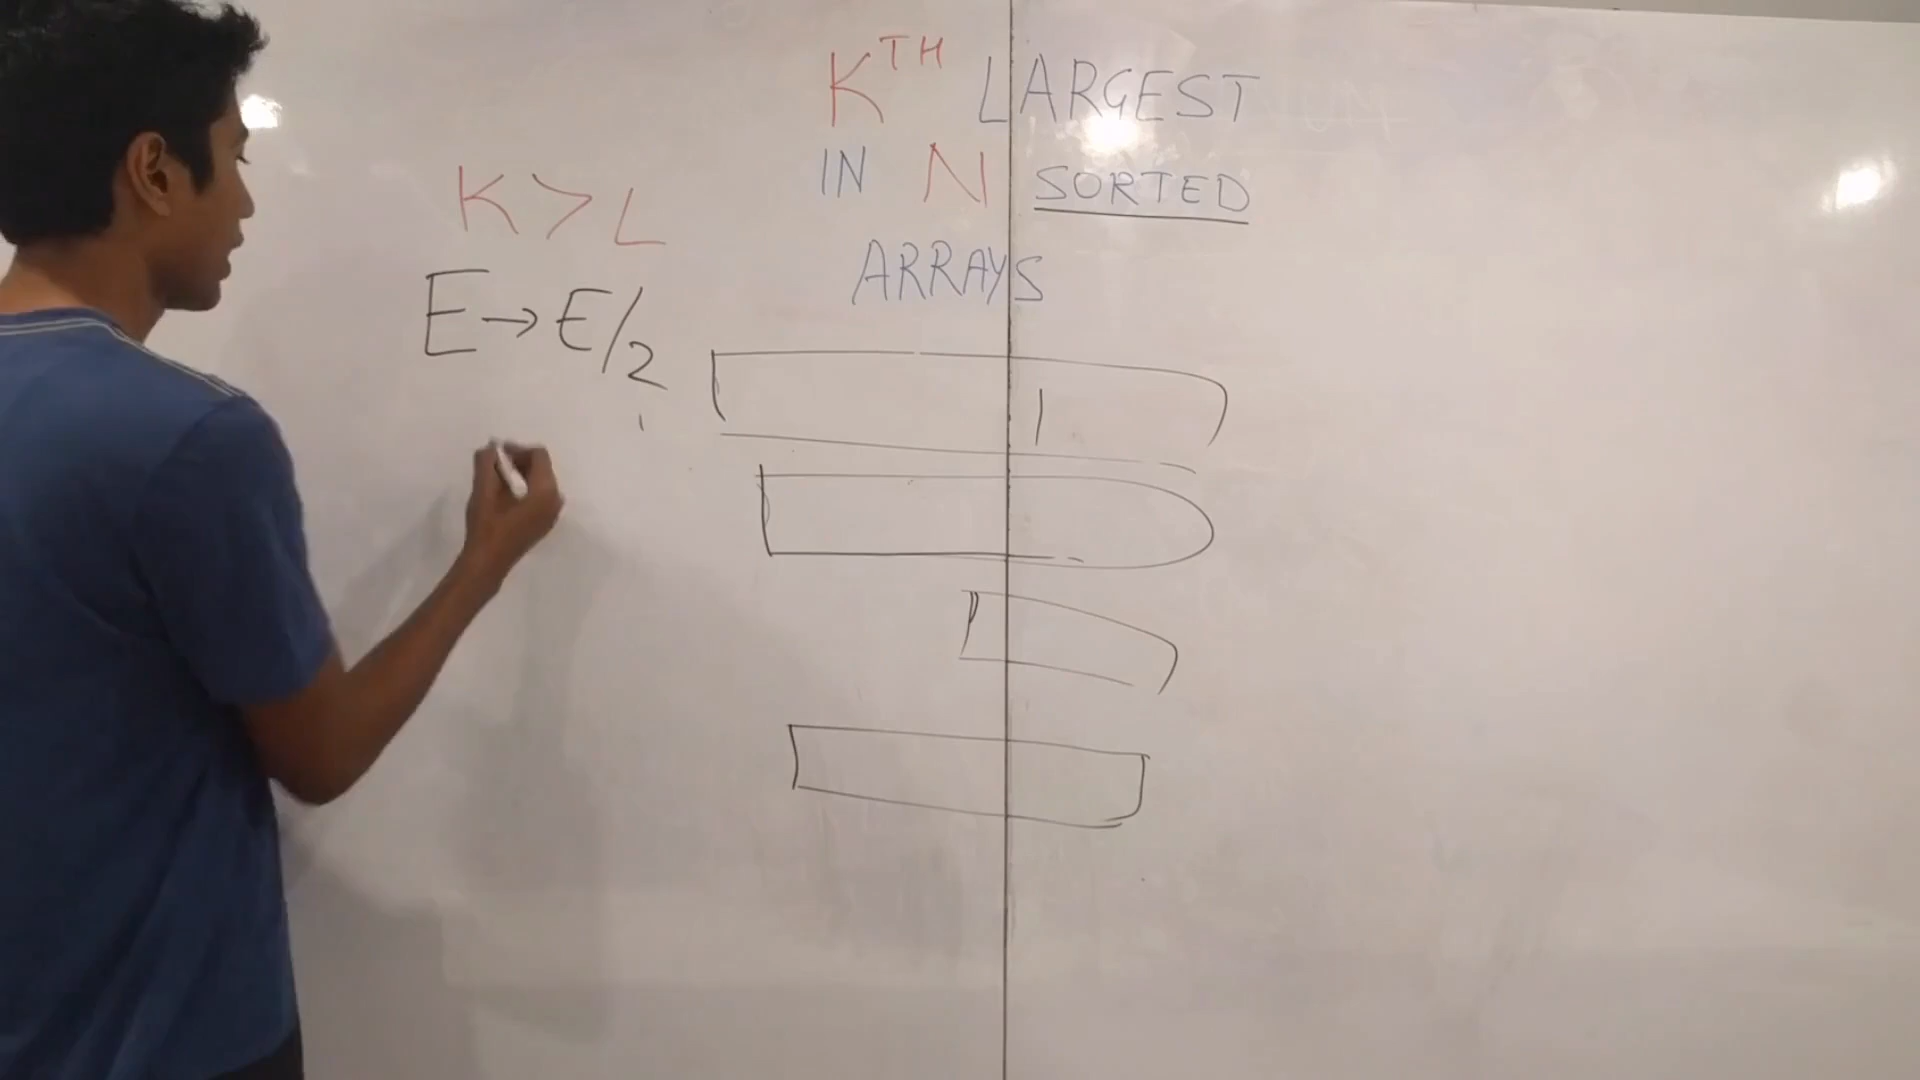 KTH LARGEST
IN N SORTED
ARRAYS
K>L
E→E/2